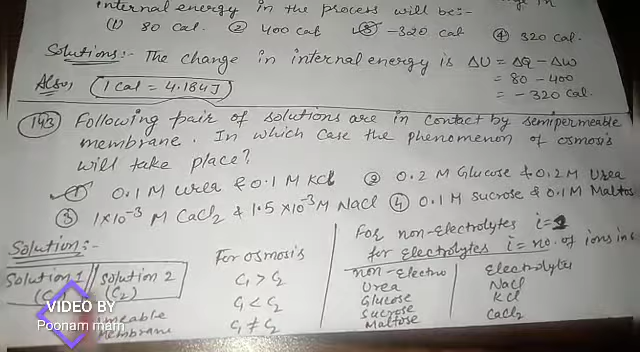 internal energy in the process will be:-
(1) 80 cal. (2) 400 cal (3) -320 cal (4) 320 cal.
Solutions:- The change in internal energy is ΔU = ΔQ - ΔW
= 80 - 400
= -320 cal.
Also, (1 cal = 4.184J)
(143) Following pair of solutions are in contact by semipermeable
membrane. In which case the phenomenon of osmosis
will take place?
(1) 0.1 M urea & 0.1 M KCl (2) 0.2 M Glucose & 0.2 M Urea
(3) 1×10⁻³ M CaCl2 & 1.5×10⁻³ M NaCl (4) 0.1 M Sucrose & 0.1 M Maltos
Solution:-
Solution 1 solution 2
(C2)
meable
membrane
For osmosis
C1 > C2
C1 < C2
C1 ≠ C2
For non-electrolytes i=
for electrolytes i = no. of ions in s
non-Electro Electrolytes
Urea NaCl
Glucose KCl
Sucrose CaCl2
Maltose
VIDEO BY
Poonam mam